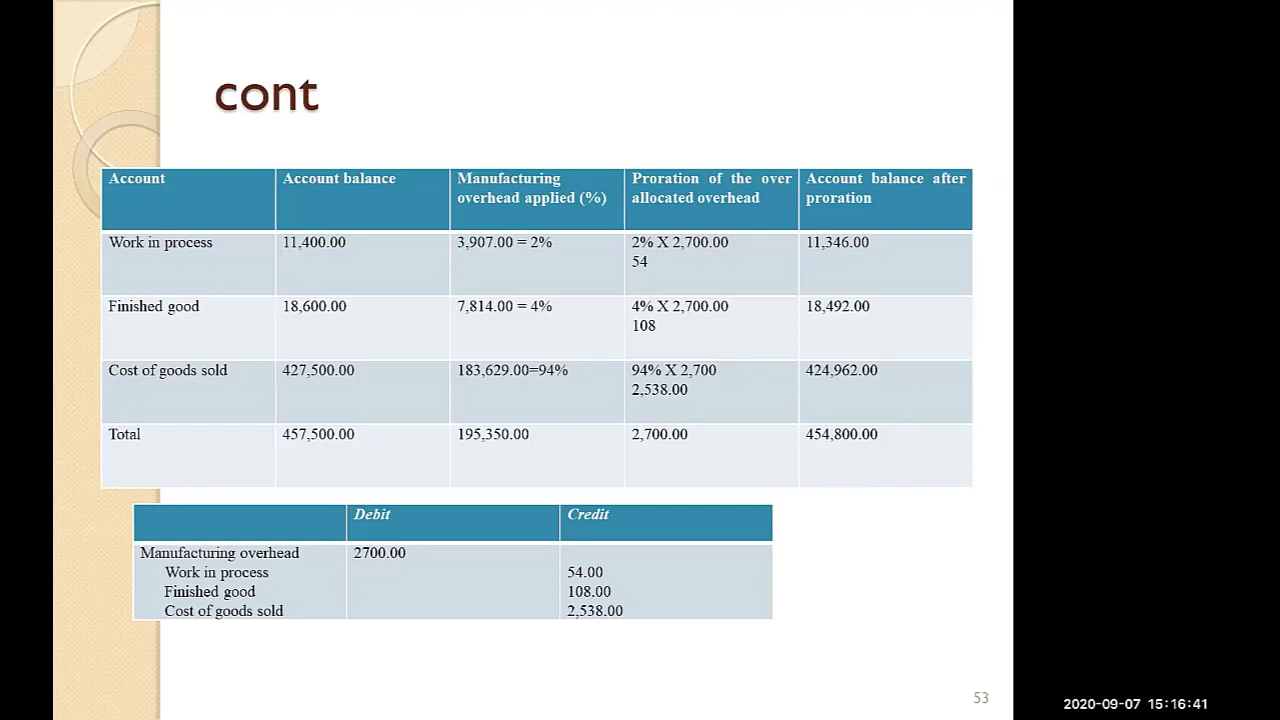 cont
Account Account balance Manufacturing Proration of the over Account balance after
overhead applied (%) allocated overhead proration
Work in process 11,400.00 3,907.00 = 2% 2% X 2,700.00 11,346.00
54
Finished good 18,600.00 7,814.00 = 4% 4% X 2,700.00 18,492.00
108
Cost of goods sold 427,500.00 183,629.00=94% 94% X 2,700 424,962.00
2,538.00
Total 457,500.00 195,350.00 2,700.00 454,800.00
Debit Credit
Manufacturing overhead 2700.00
Work in process 54.00
Finished good 108.00
Cost of goods sold 2,538.00
53
2020-09-07 15:16:41